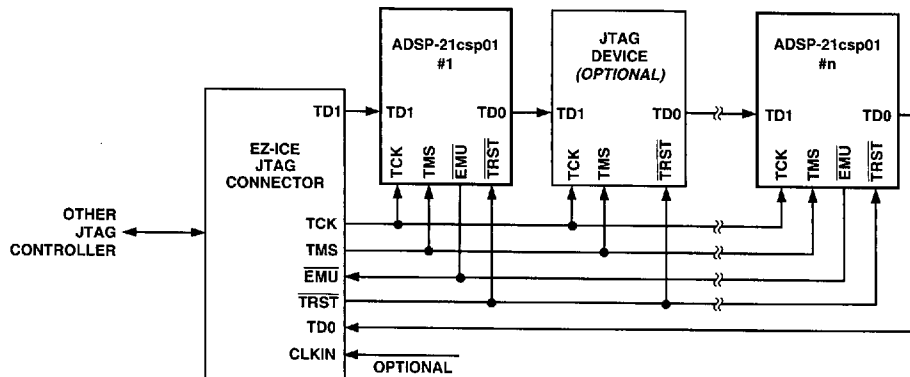 ADSP-21csp01
#1
JTAG
DEVICE
(OPTIONAL)
ADSP-21csp01
#n
TD1
TD1
TD0
TD1
TD0
TD1
TD0
TCK
TMS
EMU
TRST
TCK
TMS
TRST
TCK
TMS
EMU
TRST
EZ-ICE
JTAG
CONNECTOR
OTHER
JTAG
CONTROLLER
TCK
TMS
EMU
TRST
TD0
CLKIN
OPTIONAL